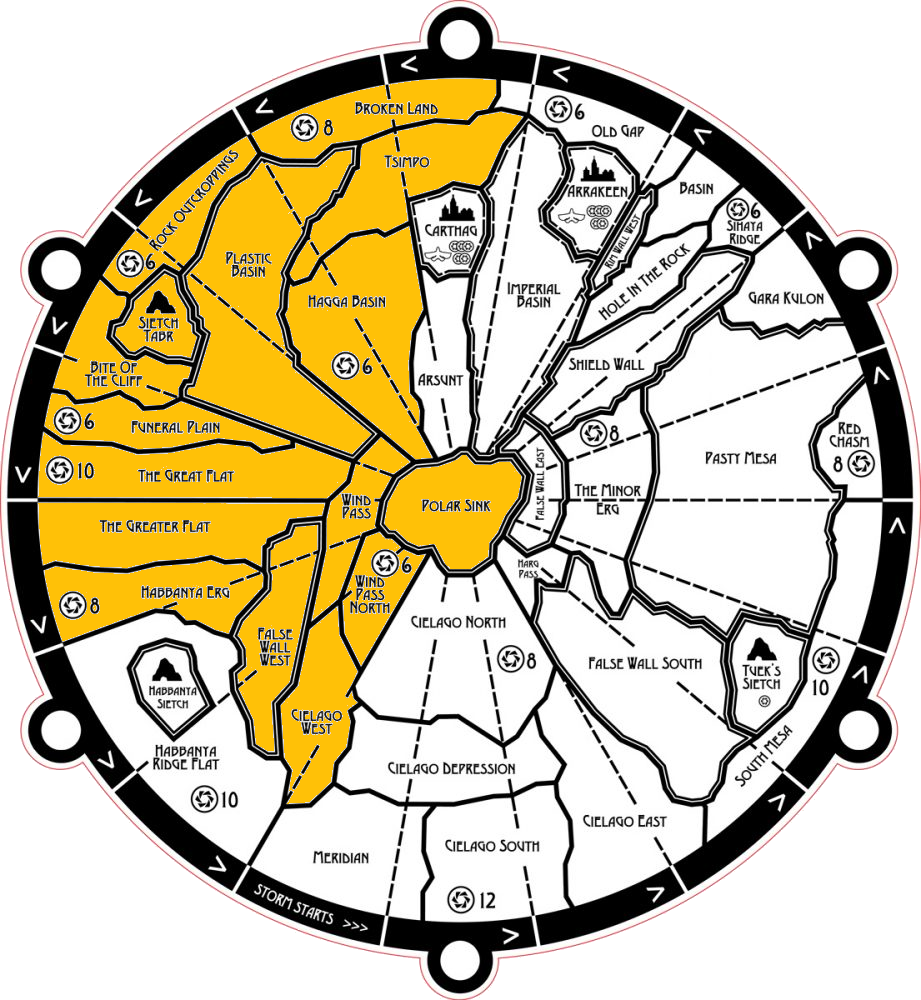 BROKEN LAND
8
6
OLD GAP
TSIMPO
ARRAKEEN
BASIN
ROCK OUTCROPPINGS
6
CARTHAG
RIM WALL WEST
6
SIHAYA
RIDGE
PLASTIC
BASIN
6
HOLE IN THE ROCK
IMPERIAL
BASIN
HAGGA BASIN
GARA KULON
SIETCH
TABR
6
SHIELD WALL
BITE OF
THE CLIFF
ARSUNT
6
FUNERAL PLAIN
8
RED
CHASM
8
10
THE GREAT FLAT
PASTY MESA
FALSE WALL EAST
THE MINOR
ERG
WIND
PASS
POLAR SINK
THE GREATER FLAT
6
HARG
PASS
8
HABBANYA ERG
WIND
PASS
NORTH
CIELAGO NORTH
8
FALSE
WALL
WEST
FALSE WALL SOUTH
TUEK'S
SIETCH
10
HABBANYA
SIETCH
CIELAGO
WEST
HABBANYA
RIDGE FLAT
10
SOUTH MESA
CIELAGO DEPRESSION
CIELAGO EAST
MERIDIAN
CIELAGO SOUTH
12
STORM STARTS >>>